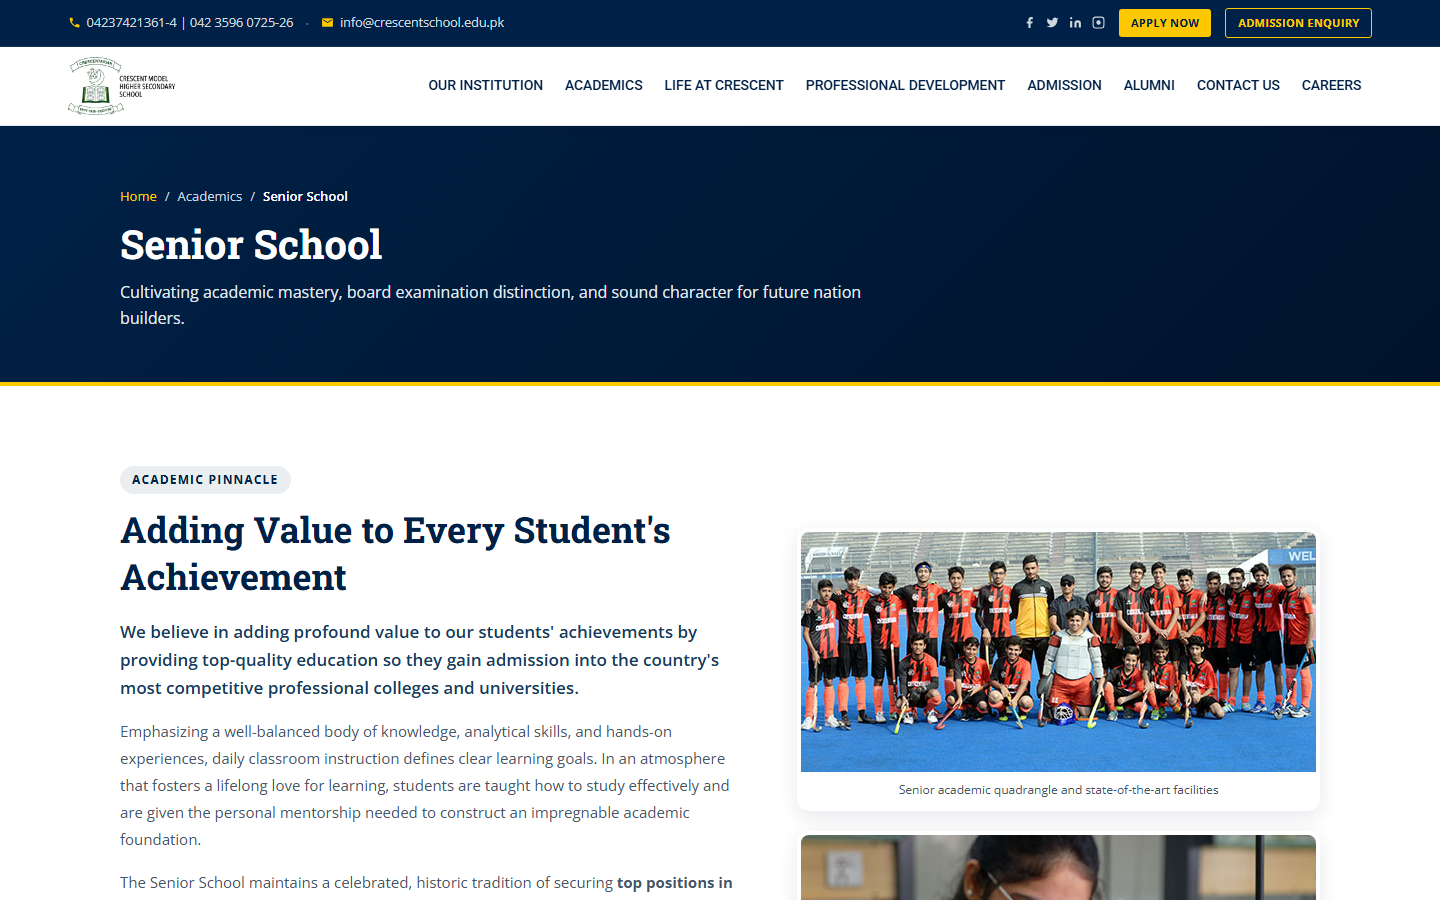 04237421361-4 | 042 3596 0725-26 - info@crescentschool.edu.pk
APPLY NOW
ADMISSION ENQUIRY
CRESCENT MODEL
HIGHER SECONDARY
SCHOOL
OUR INSTITUTION ACADEMICS LIFE AT CRESCENT PROFESSIONAL DEVELOPMENT ADMISSION ALUMNI CONTACT US CAREERS
Home / Academics / Senior School
Senior School
Cultivating academic mastery, board examination distinction, and sound character for future nation
builders.
ACADEMIC PINNACLE
Adding Value to Every Student's
Achievement
We believe in adding profound value to our students' achievements by
providing top-quality education so they gain admission into the country's
most competitive professional colleges and universities.
Emphasizing a well-balanced body of knowledge, analytical skills, and hands-on
experiences, daily classroom instruction defines clear learning goals. In an atmosphere
that fosters a lifelong love for learning, students are taught how to study effectively and
are given the personal mentorship needed to construct an impregnable academic
foundation.
The Senior School maintains a celebrated, historic tradition of securing top positions in
WEL
Senior academic quadrangle and state-of-the-art facilities